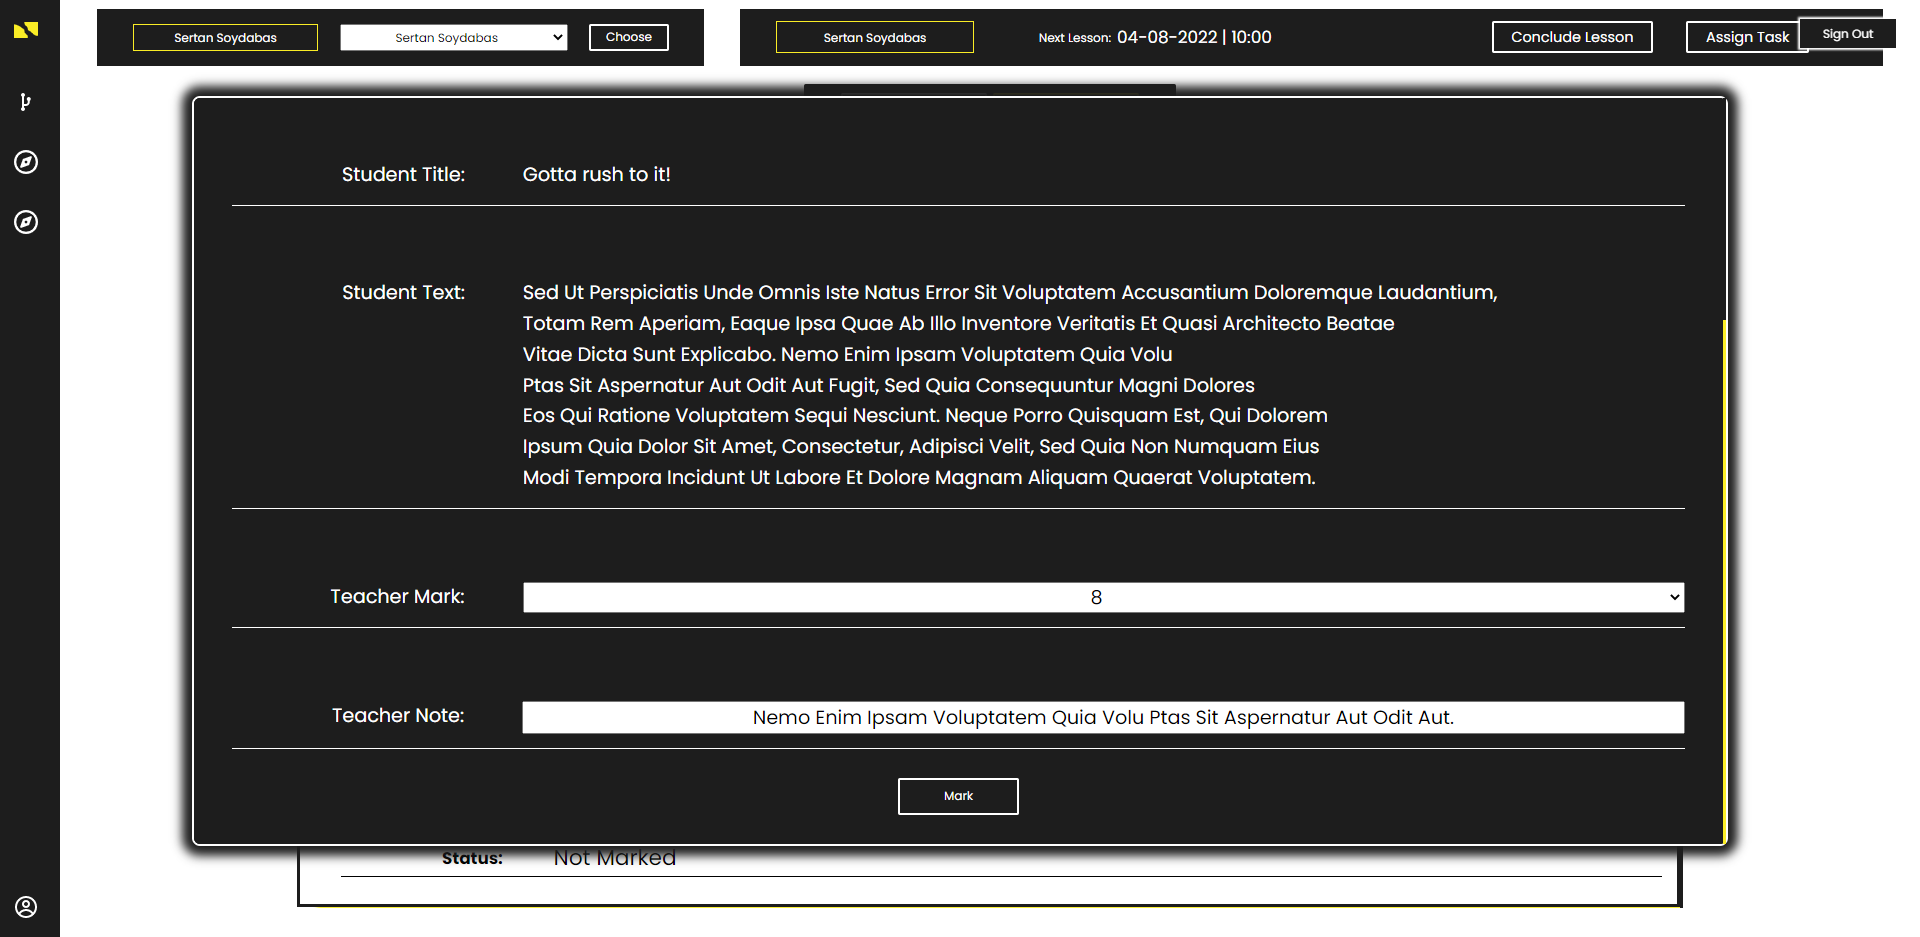 Sertan Soydabas
Sertan Soydabas
Choose
Sertan Soydabas
Next Lesson: 04-08-2022 | 10:00
Conclude Lesson
Assign Task
Sign Out
Student Title: Gotta rush to it!
Student Text: Sed Ut Perspiciatis Unde Omnis Iste Natus Error Sit Voluptatem Accusantium Doloremque Laudantium,
Totam Rem Aperiam, Eaque Ipsa Quae Ab Illo Inventore Veritatis Et Quasi Architecto Beatae
Vitae Dicta Sunt Explicabo. Nemo Enim Ipsam Voluptatem Quia Volu
Ptas Sit Aspernatur Aut Odit Aut Fugit, Sed Quia Consequuntur Magni Dolores
Eos Qui Ratione Voluptatem Sequi Nesciunt. Neque Porro Quisquam Est, Qui Dolorem
Ipsum Quia Dolor Sit Amet, Consectetur, Adipisci Velit, Sed Quia Non Numquam Eius
Modi Tempora Incidunt Ut Labore Et Dolore Magnam Aliquam Quaerat Voluptatem.
Teacher Mark: 8
Teacher Note: Nemo Enim Ipsam Voluptatem Quia Volu Ptas Sit Aspernatur Aut Odit Aut.
Mark
Status: Not Marked